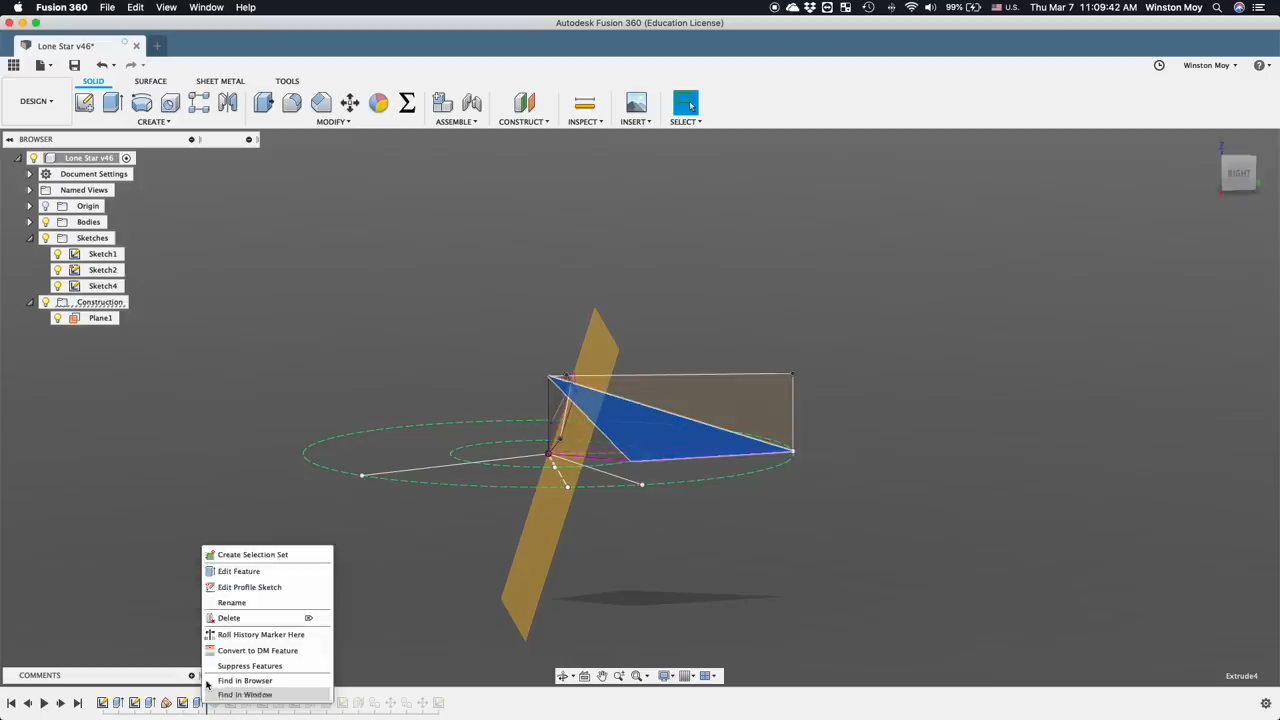 Fusion 360 File Edit View Window Help 99% U.S. Thu Mar 7 11:09:42 AM Winston Moy
Autodesk Fusion 360 (Education License)
Lone Star v46*
Winston Moy
SOLID SURFACE SHEET METAL TOOLS
DESIGN
CREATE MODIFY ASSEMBLE CONSTRUCT INSPECT INSERT SELECT
BROWSER
Lone Star v46
Document Settings
Named Views
Origin
Bodies
Sketches
Sketch1
Sketch2
Sketch4
Construction
Plane1
RIGHT
Create Selection Set
Edit Feature
Edit Profile Sketch
Rename
Delete
Roll History Marker Here
Convert to DM Feature
Suppress Features
Find in Browser
Find in Window
COMMENTS
Extrude4